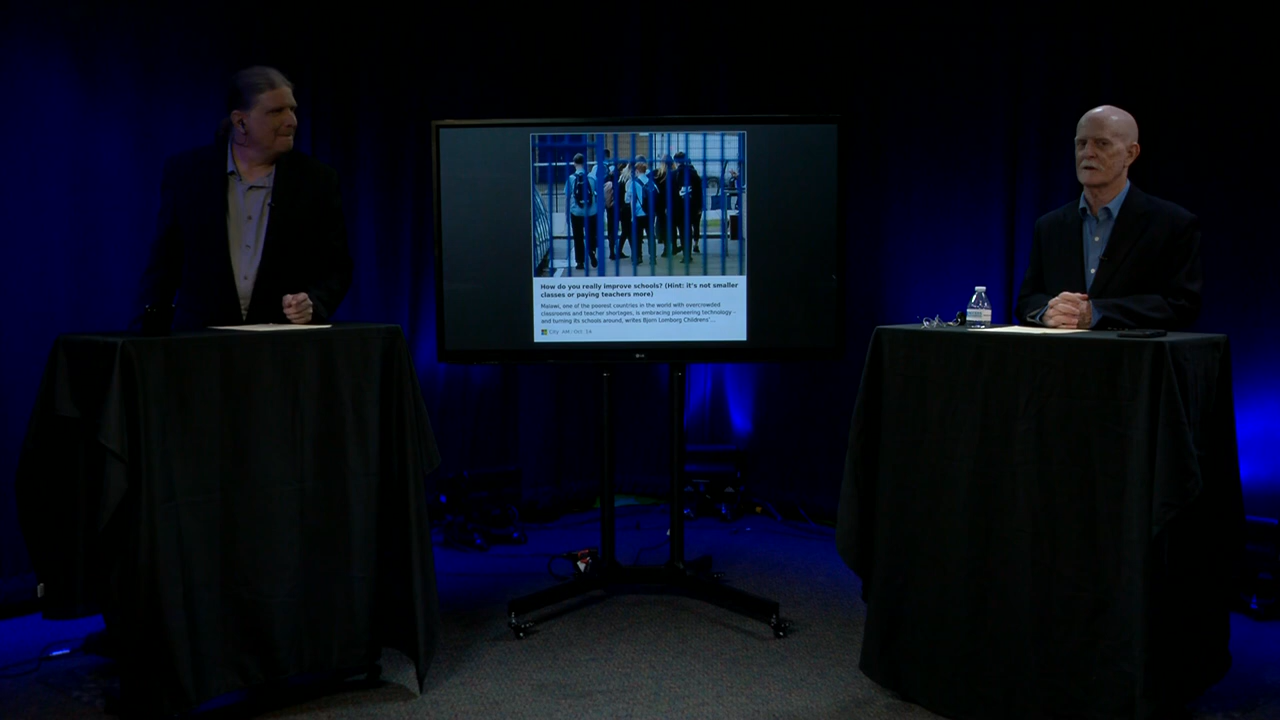 How do you really improve schools? (Hint: it's not smaller
classes or paying teachers more)
Malawi, one of the poorest countries in the world with overcrowded
classrooms and teacher shortages, is embracing pioneering technology –
and turning its schools around, writes Bjorn Lomborg Childrens' ...
City AM
Oct. 14
LG